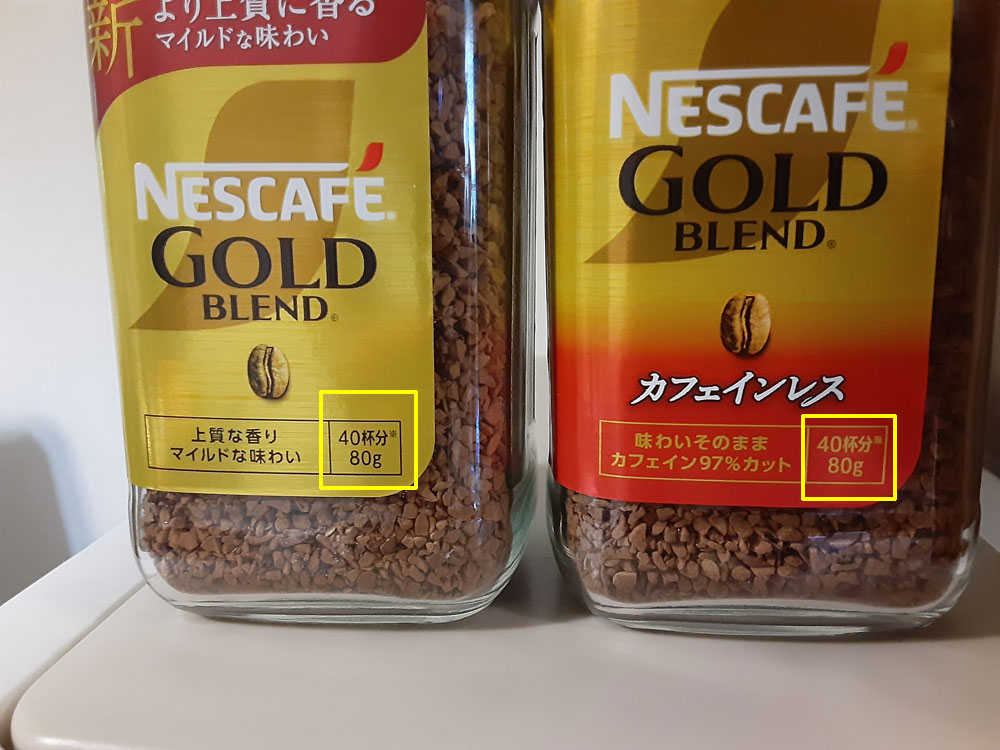 新
より上質に香る
マイルドな味わい
NESCAFÉ®
GOLD
BLEND®
上質な香り
マイルドな味わい
40杯分※
80g
NESCAFÉ®
GOLD
BLEND®
カフェインレス
味わいそのまま
カフェイン97%カット
40杯分※
80g